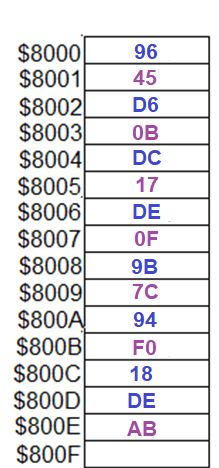 $8000 96
$8001 45
$8002 D6
$8003 0B
$8004 DC
$8005 17
$8006 DE
$8007 0F
$8008 9B
$8009 7C
$800A 94
$800B F0
$800C 18
$800D DE
$800E AB
$800F